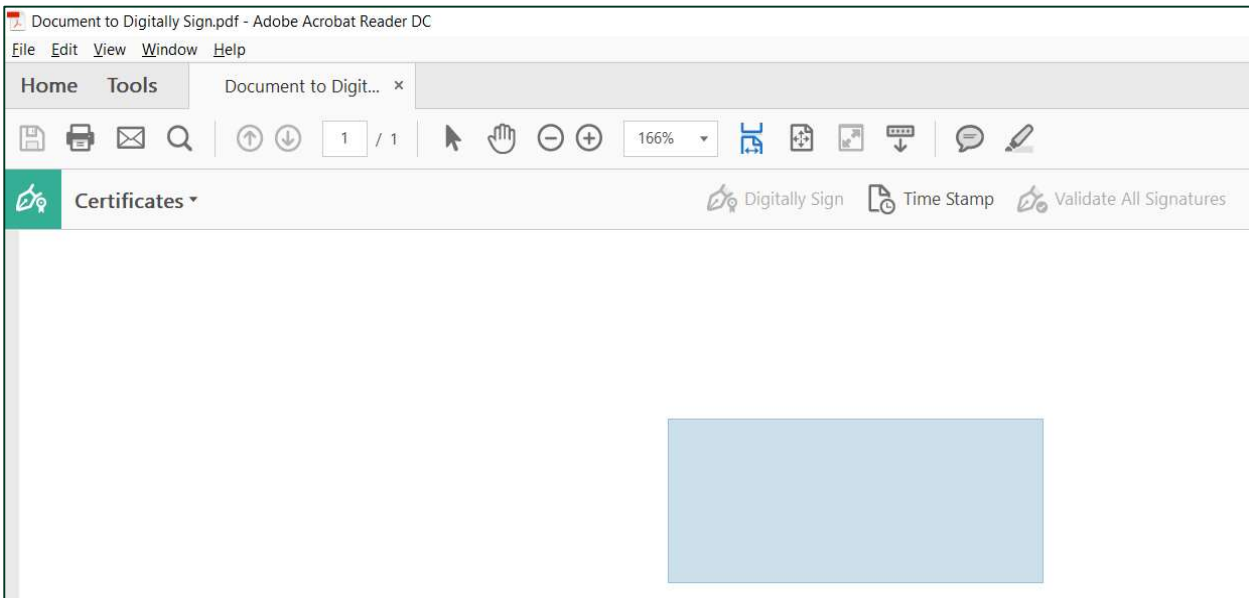 Document to Digitally Sign.pdf - Adobe Acrobat Reader DC
File Edit View Window Help
Home Tools Document to Digit... ×
1 / 1 166%
Certificates Digitally Sign Time Stamp Validate All Signatures